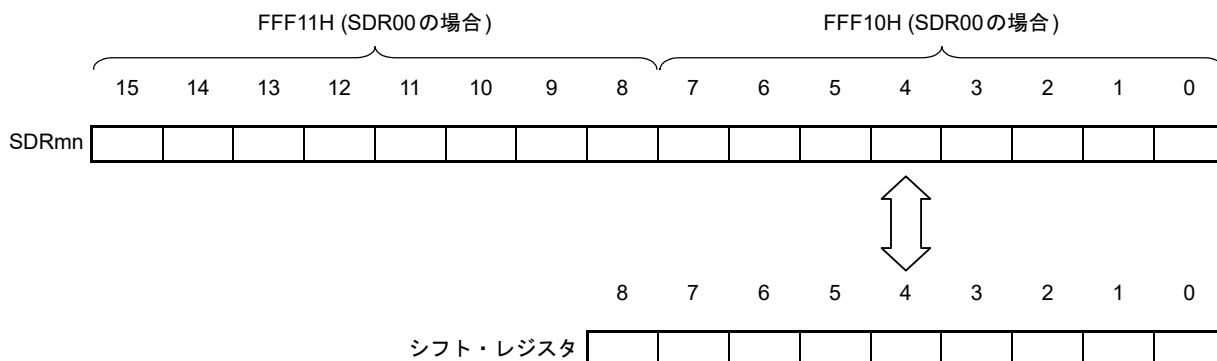 FFF11H (SDR00の場合) FFF10H (SDR00の場合)
15 14 13 12 11 10 9 8 7 6 5 4 3 2 1 0
SDRmn
8 7 6 5 4 3 2 1 0
シフト・レジスタ